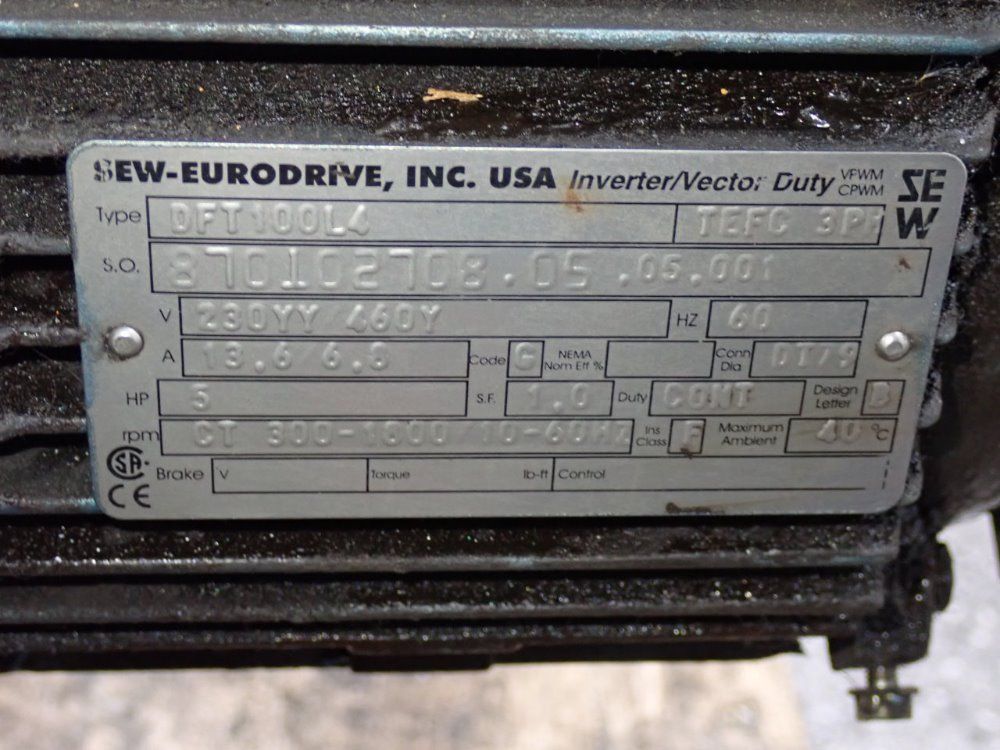 SEW-EURODRIVE, INC. USA Inverter/Vector Duty VFWM CPWM SEW
Type DFT100L4 TEFC 3PH
S.O. 870102708.05 .05.001
V 230YY 460Y HZ 60
A 13.6 6.8 Code G NEMA Nom Eff % Conn Dia DT79
HP 5 S.F. 1.0 Duty CONT Design Letter B
rpm CT 300-1800 10-60HZ Ins Class F Maximum Ambient 40 °C
SA Brake V Torque lb-ft Control
CE